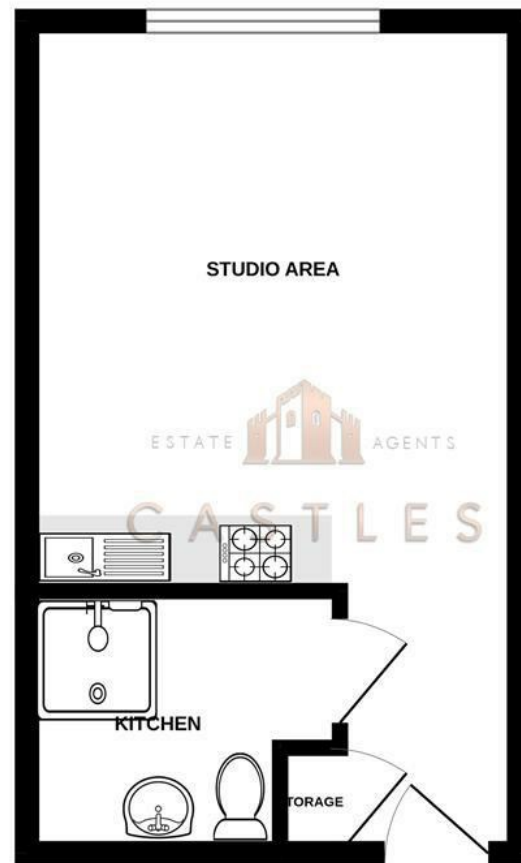 STUDIO AREA
ESTATE AGENTS
CASTLES
KITCHEN
TORAGE